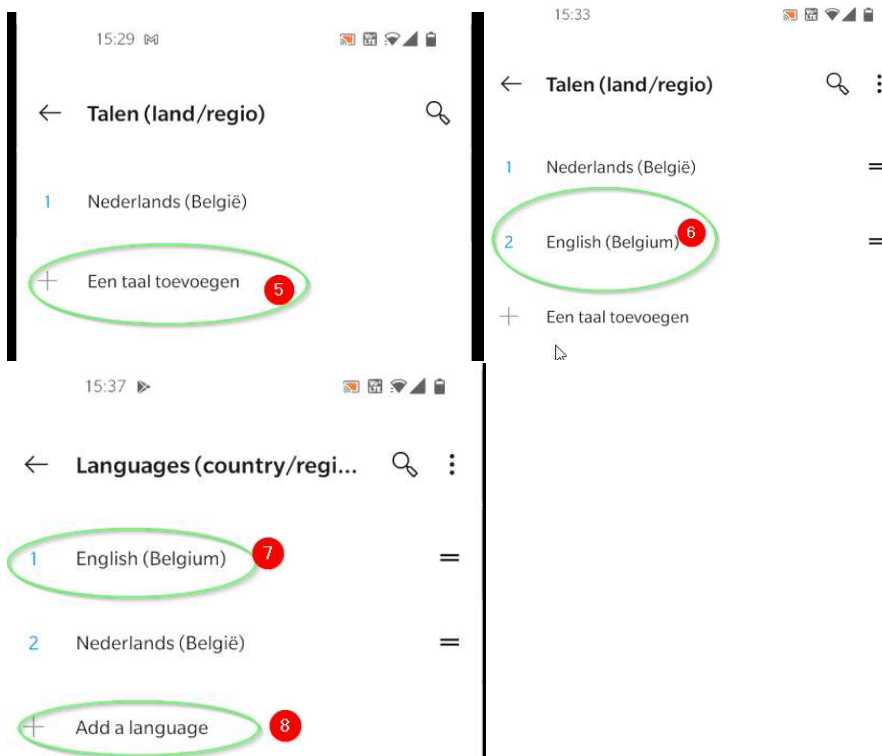 15:29
Talen (land/regio)
1 Nederlands (België)
Een taal toevoegen 5
15:33
Talen (land/regio)
1 Nederlands (België)
2 English (Belgium) 6
Een taal toevoegen
15:37
Languages (country/regi...
1 English (Belgium) 7
2 Nederlands (België)
Add a language 8